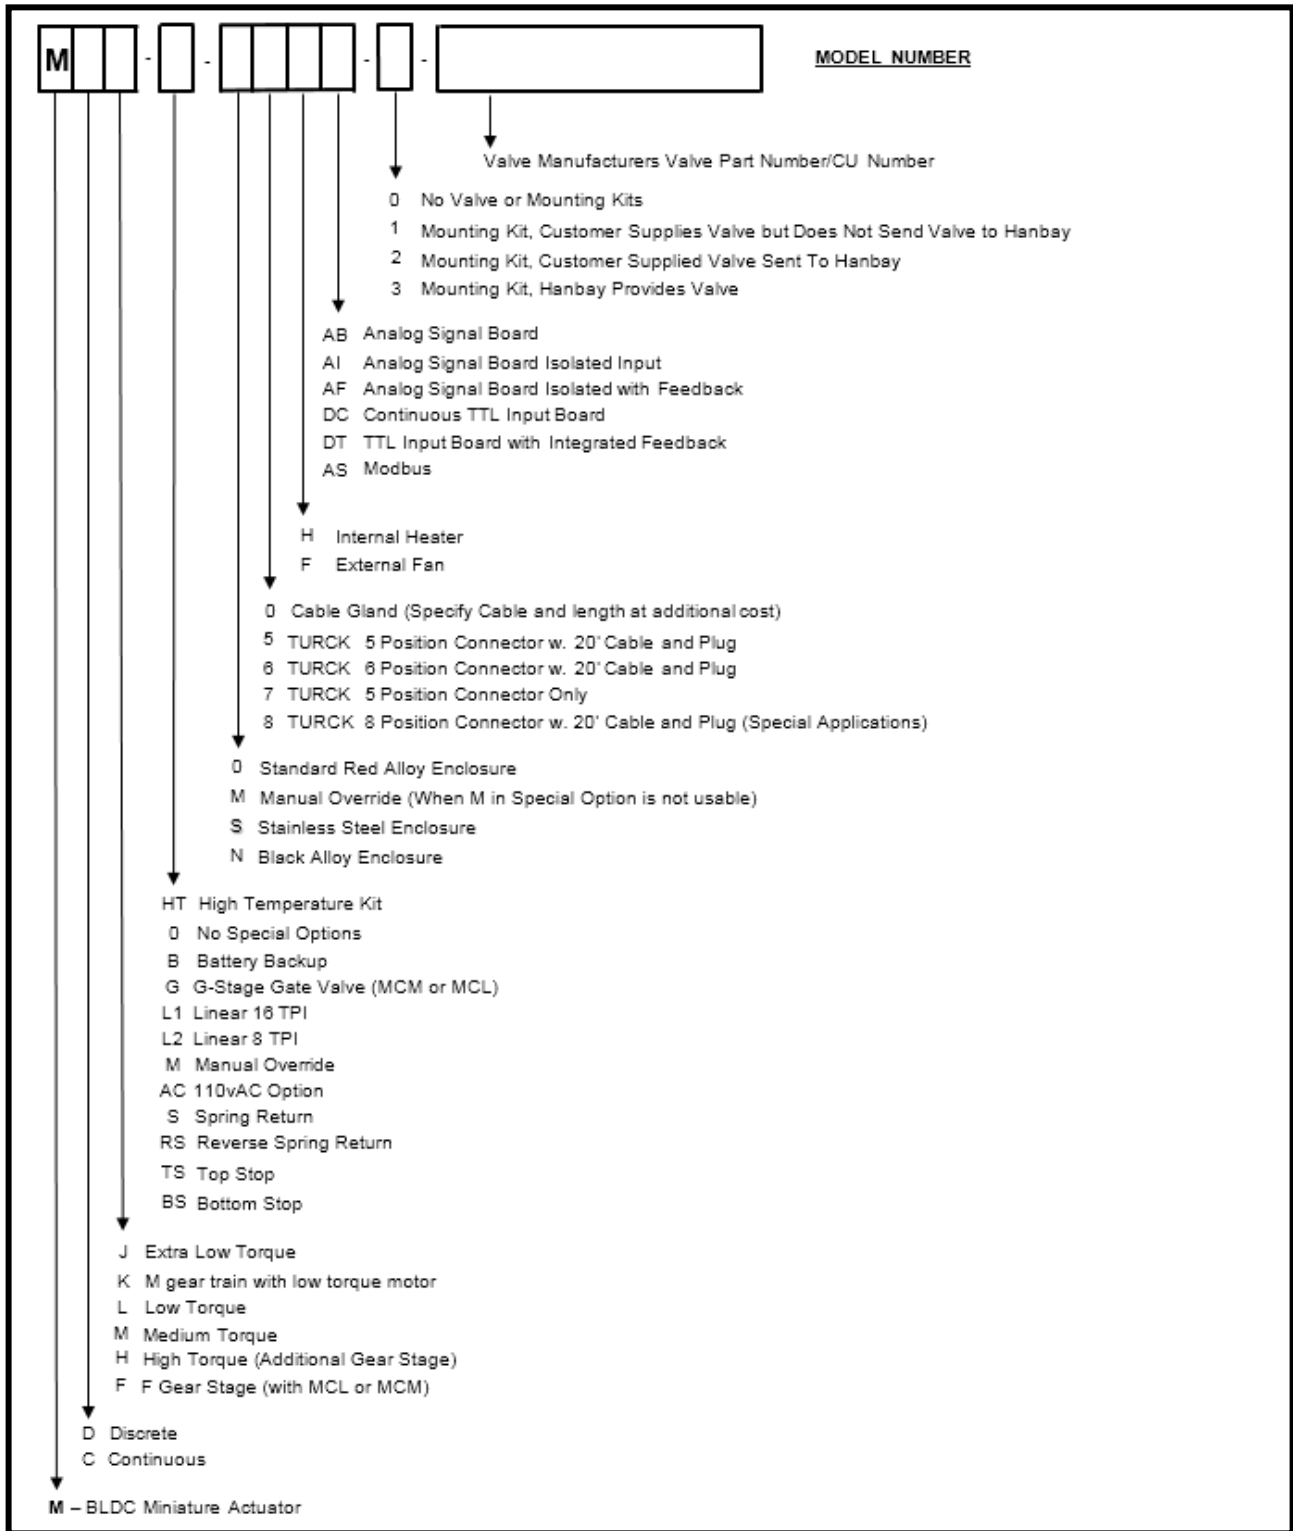 M - - - - MODEL NUMBER
Valve Manufacturers Valve Part Number/CU Number
0 No Valve or Mounting Kits
1 Mounting Kit, Customer Supplies Valve but Does Not Send Valve to Hanbay
2 Mounting Kit, Customer Supplied Valve Sent To Hanbay
3 Mounting Kit, Hanbay Provides Valve
AB Analog Signal Board
AI Analog Signal Board Isolated Input
AF Analog Signal Board Isolated with Feedback
DC Continuous TTL Input Board
DT TTL Input Board with Integrated Feedback
AS Modbus
H Internal Heater
F External Fan
0 Cable Gland (Specify Cable and length at additional cost)
5 TURCK 5 Position Connector w. 20' Cable and Plug
6 TURCK 6 Position Connector w. 20' Cable and Plug
7 TURCK 5 Position Connector Only
8 TURCK 8 Position Connector w. 20' Cable and Plug (Special Applications)
0 Standard Red Alloy Enclosure
M Manual Override (When M in Special Option is not usable)
S Stainless Steel Enclosure
N Black Alloy Enclosure
HT High Temperature Kit
0 No Special Options
B Battery Backup
G G-Stage Gate Valve (MCM or MCL)
L1 Linear 16 TPI
L2 Linear 8 TPI
M Manual Override
AC 110vAC Option
S Spring Return
RS Reverse Spring Return
TS Top Stop
BS Bottom Stop
J Extra Low Torque
K M gear train with low torque motor
L Low Torque
M Medium Torque
H High Torque (Additional Gear Stage)
F F Gear Stage (with MCL or MCM)
D Discrete
C Continuous
M – BLDC Miniature Actuator